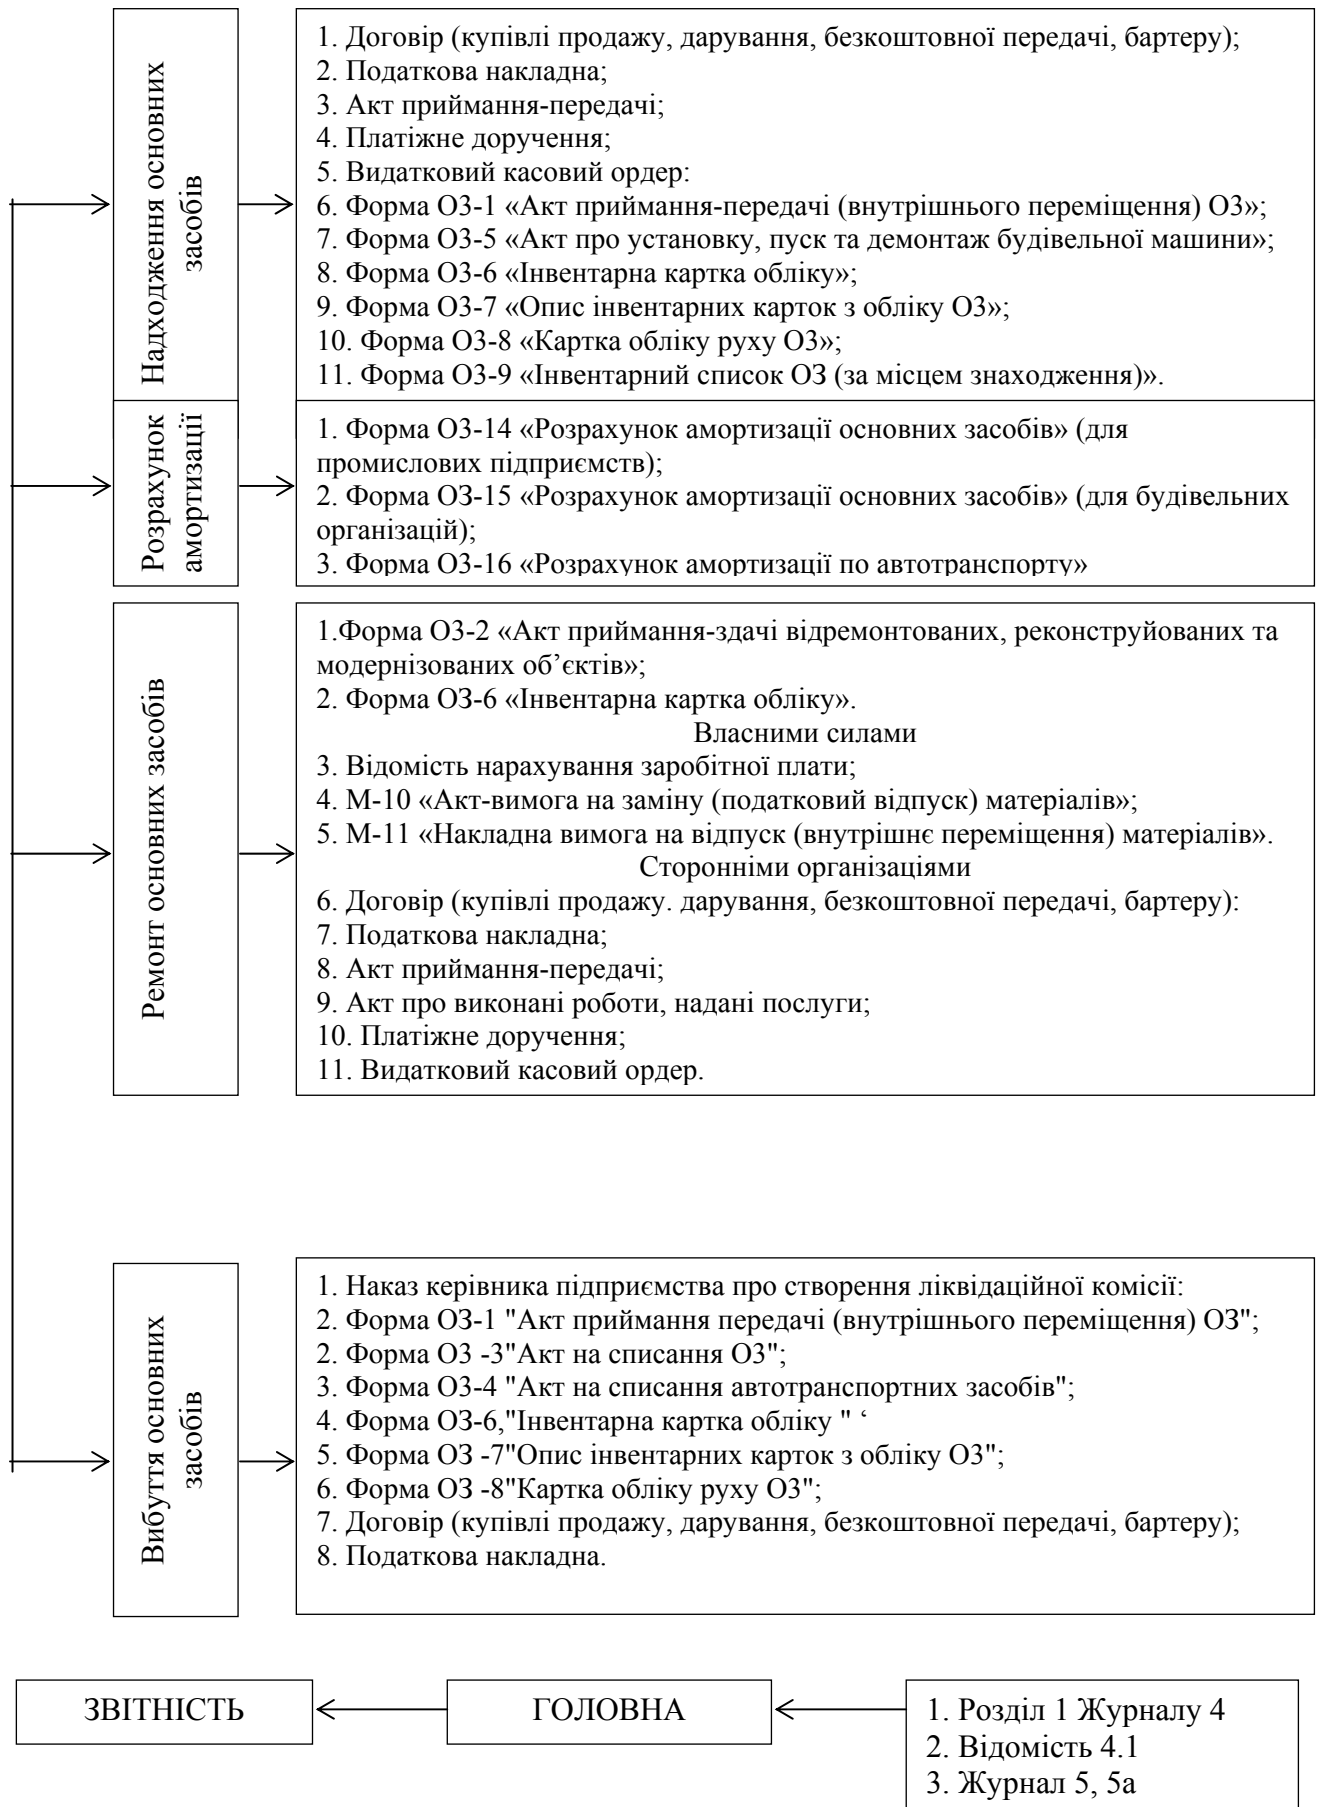 Надходження основних
засобів
1. Договір (купівлі продажу, дарування, безкоштовної передачі, бартеру);
2. Податкова накладна;
3. Акт приймання-передачі;
4. Платіжне доручення;
5. Видатковий касовий ордер:
6. Форма ОЗ-1 «Акт приймання-передачі (внутрішнього переміщення) ОЗ»;
7. Форма ОЗ-5 «Акт про установку, пуск та демонтаж будівельної машини»;
8. Форма ОЗ-6 «Інвентарна картка обліку»;
9. Форма ОЗ-7 «Опис інвентарних карток з обліку ОЗ»;
10. Форма ОЗ-8 «Картка обліку руху ОЗ»;
11. Форма ОЗ-9 «Інвентарний список ОЗ (за місцем знаходження)».
Розрахунок
амортизації
1. Форма ОЗ-14 «Розрахунок амортизації основних засобів» (для
промислових підприємств);
2. Форма ОЗ-15 «Розрахунок амортизації основних засобів» (для будівельних
організацій);
3. Форма ОЗ-16 «Розрахунок амортизації по автотранспорту»
Ремонт основних засобів
1.Форма ОЗ-2 «Акт приймання-здачі відремонтованих, реконструйованих та
модернізованих об’єктів»;
2. Форма ОЗ-6 «Інвентарна картка обліку».
Власними силами
3. Відомість нарахування заробітної плати;
4. М-10 «Акт-вимога на заміну (податковий відпуск) матеріалів»;
5. М-11 «Накладна вимога на відпуск (внутрішнє переміщення) матеріалів».
Сторонніми організаціями
6. Договір (купівлі продажу. дарування, безкоштовної передачі, бартеру):
7. Податкова накладна;
8. Акт приймання-передачі;
9. Акт про виконані роботи, надані послуги;
10. Платіжне доручення;
11. Видатковий касовий ордер.
Вибуття основних
засобів
1. Наказ керівника підприємства про створення ліквідаційної комісії:
2. Форма ОЗ-1 "Акт приймання передачі (внутрішнього переміщення) ОЗ";
2. Форма ОЗ -3"Акт на списання ОЗ";
3. Форма ОЗ-4 "Акт на списання автотранспортних засобів";
4. Форма ОЗ-6,"Інвентарна картка обліку " ‘
5. Форма ОЗ -7"Опис інвентарних карток з обліку ОЗ";
6. Форма ОЗ -8"Картка обліку руху ОЗ";
7. Договір (купівлі продажу, дарування, безкоштовної передачі, бартеру);
8. Податкова накладна.
ЗВІТНІСТЬ
ГОЛОВНА
1. Розділ 1 Журналу 4
2. Відомість 4.1
3. Журнал 5, 5а